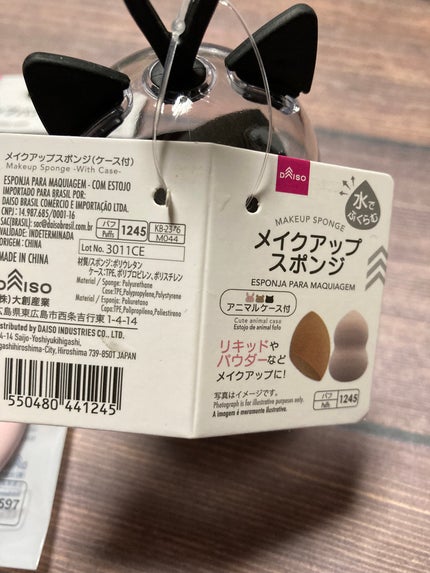 メイクアップスポンジ(ケース付)
Makeup Sponge -With Case-
ESPONJA PARA MAQUIAGEM - COM ESTOJO
IMPORTADO PARA BRASIL POR:
DAISO BRASIL COMERCIO E IMPORTAÇÃO LTDA.
CNPJ: 14.987.685/0001-16
SAC: sac@daisobrasil.com.br
VALIDADE: INDETERMINADA
ORIGEM: CHINA
MADE IN CHINA
パフ
Puffs
1245
KB-23-76
M044
Lot No. 3011CE
材質/スポンジ:ポリウレタン
ケース:TPE、ポリプロピレン、ポリスチレン
Material / Sponge: Polyurethane
Case:TPE,Polypropylene,Polystyrene
Material / Esponja: Poliuretano
Capa:TPE,Polipropileno,Poliestireno
DAISO
(株)大創産業
広島県東広島市西条吉行東1-4-14
Distributed by DAISO INDUSTRIES CO., LTD.
1-4-14 Saijo-Yoshiyukihigashi,
Higashihiroshima-City, Hiroshima 739-8501 JAPAN
550480 441245
DAISO
水で
ふくらむ
MAKEUP SPONGE
メイクアップ
スポンジ
ESPONJA PARA MAQUIAGEM
アニマルケース付
Cute animal case
Estojo de animal fofo
リキッドや
パウダーなど
メイクアップに!
写真はイメージです。
Photograph is for illustrative purposes only.
A imagem é meramente ilustrativa.
パフ
Puffs
1245
597